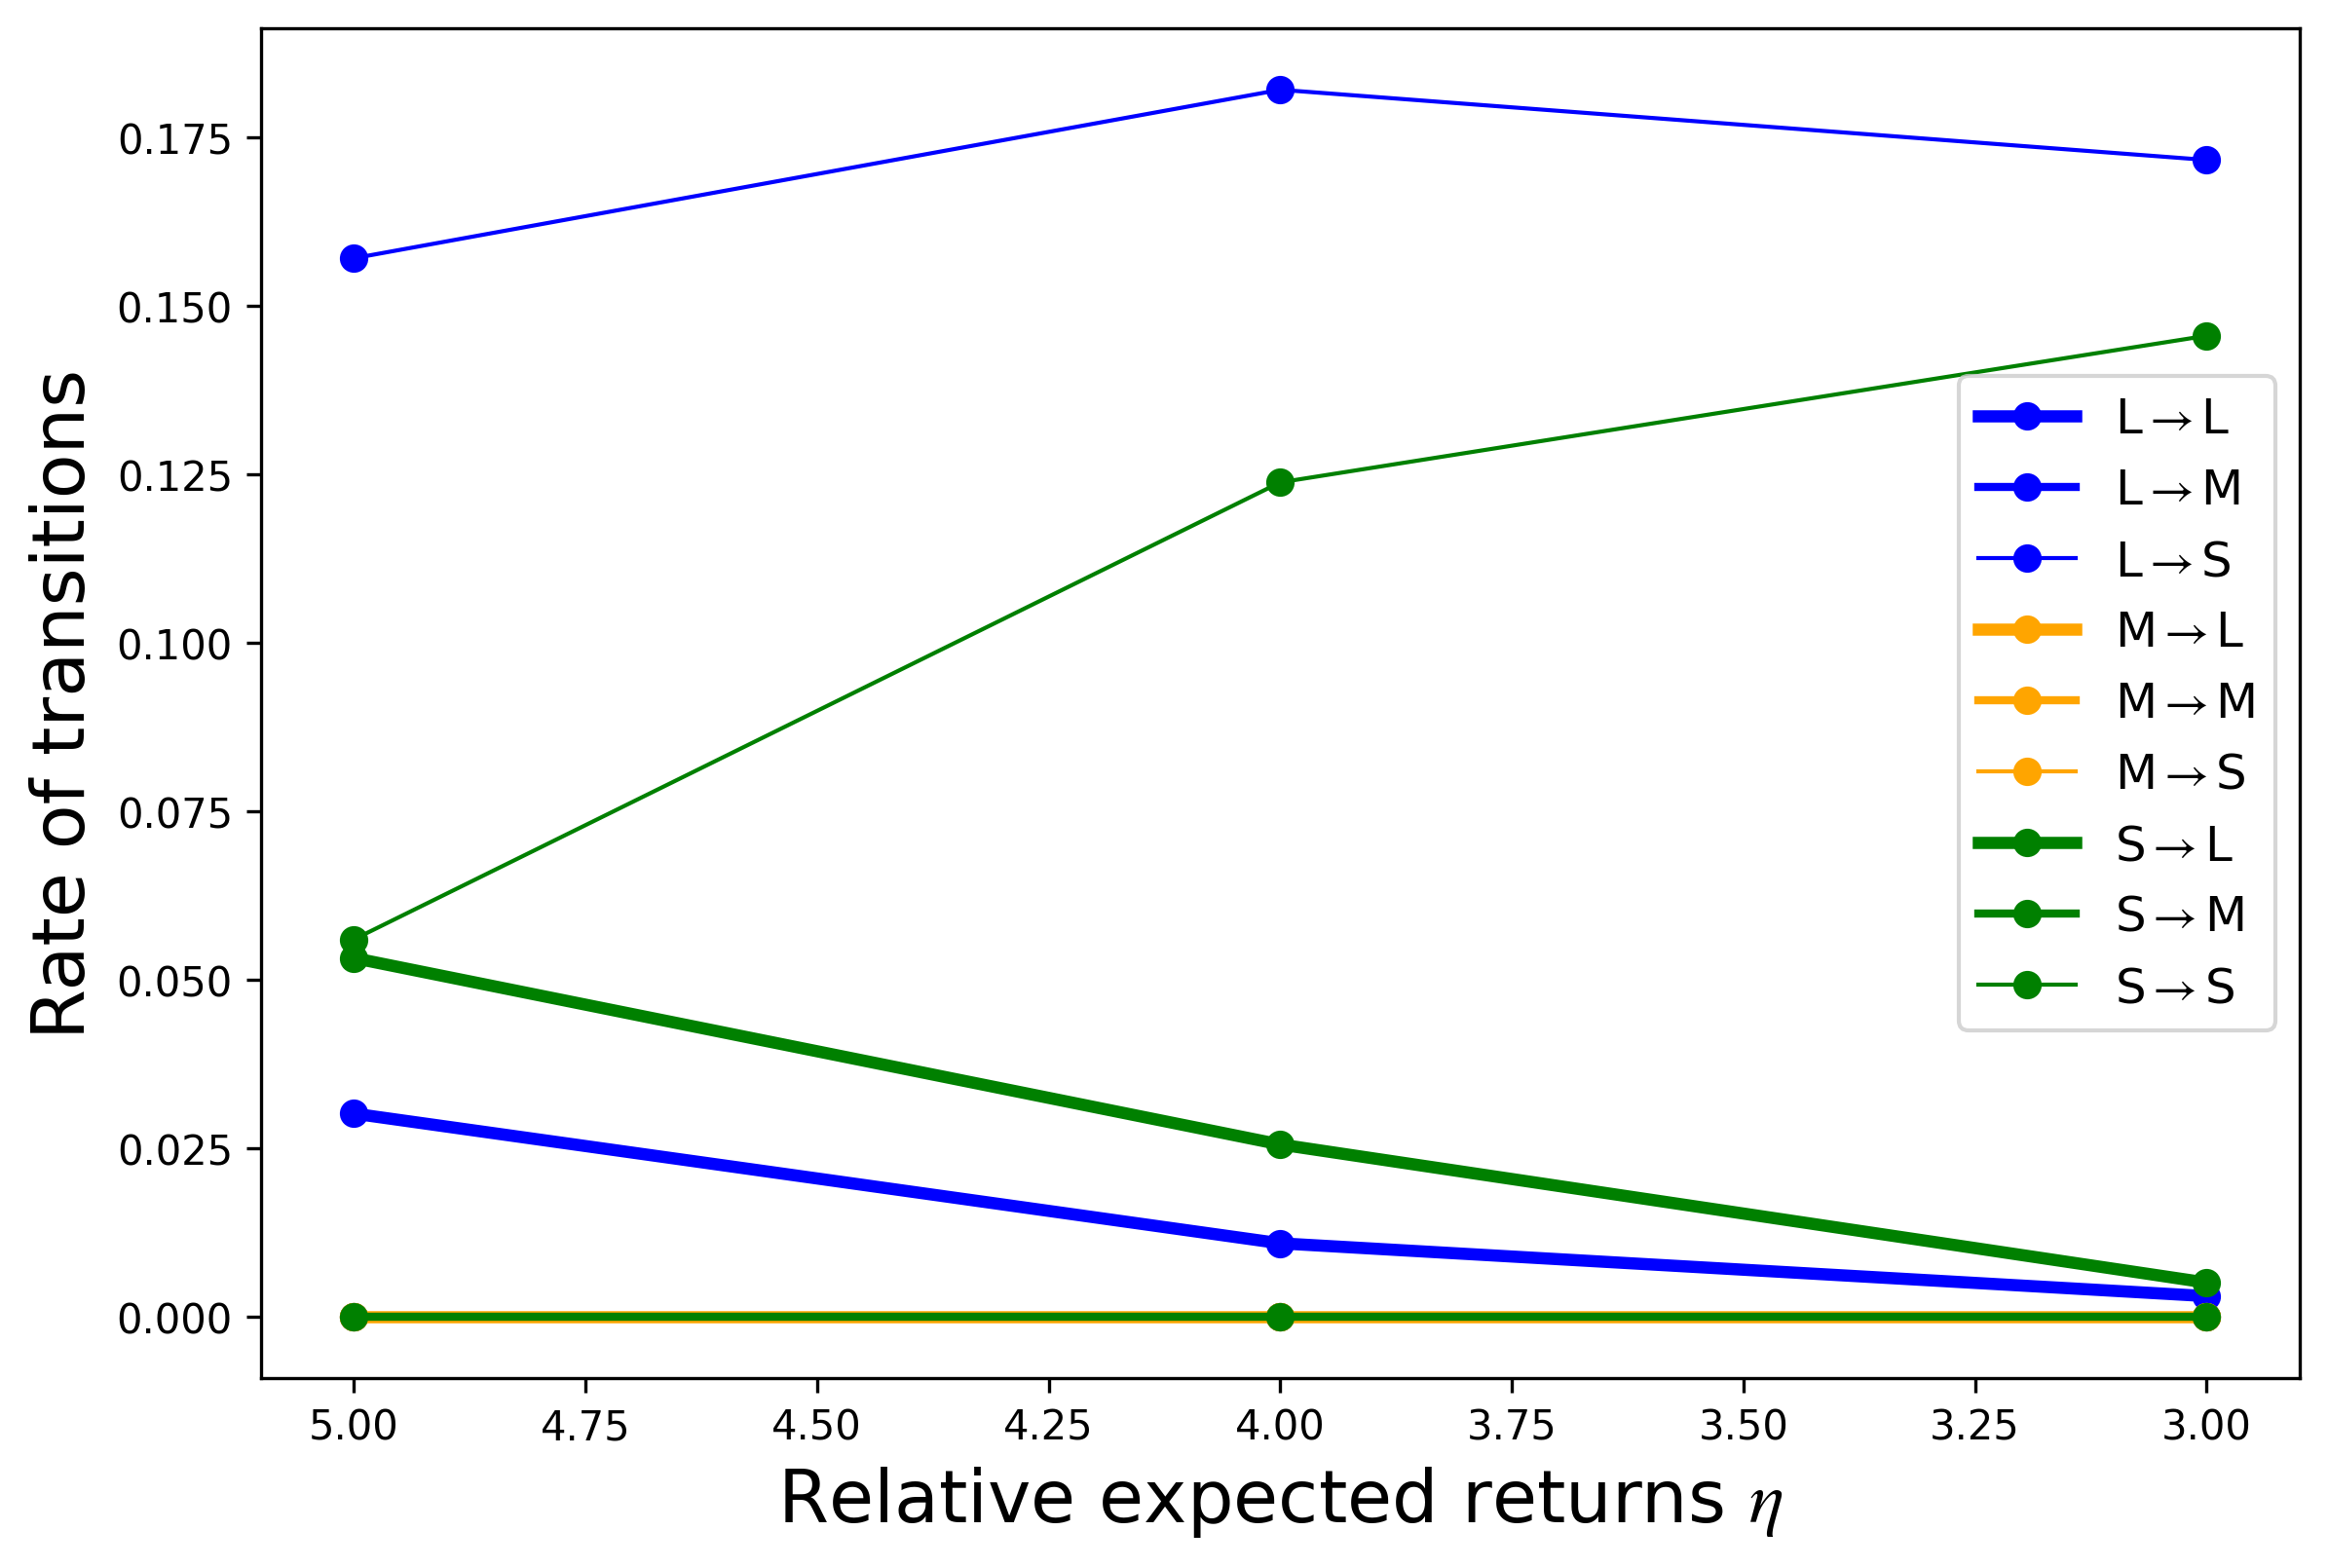 Rate of transitions
0.175
0.150
0.125
0.100
0.075
0.050
0.025
0.000
L→L
L→M
L→S
M→L
M→M
M→S
S→L
S→M
S→S
5.00 4.75 4.50 4.25 4.00 3.75 3.50 3.25 3.00
Relative expected returns η